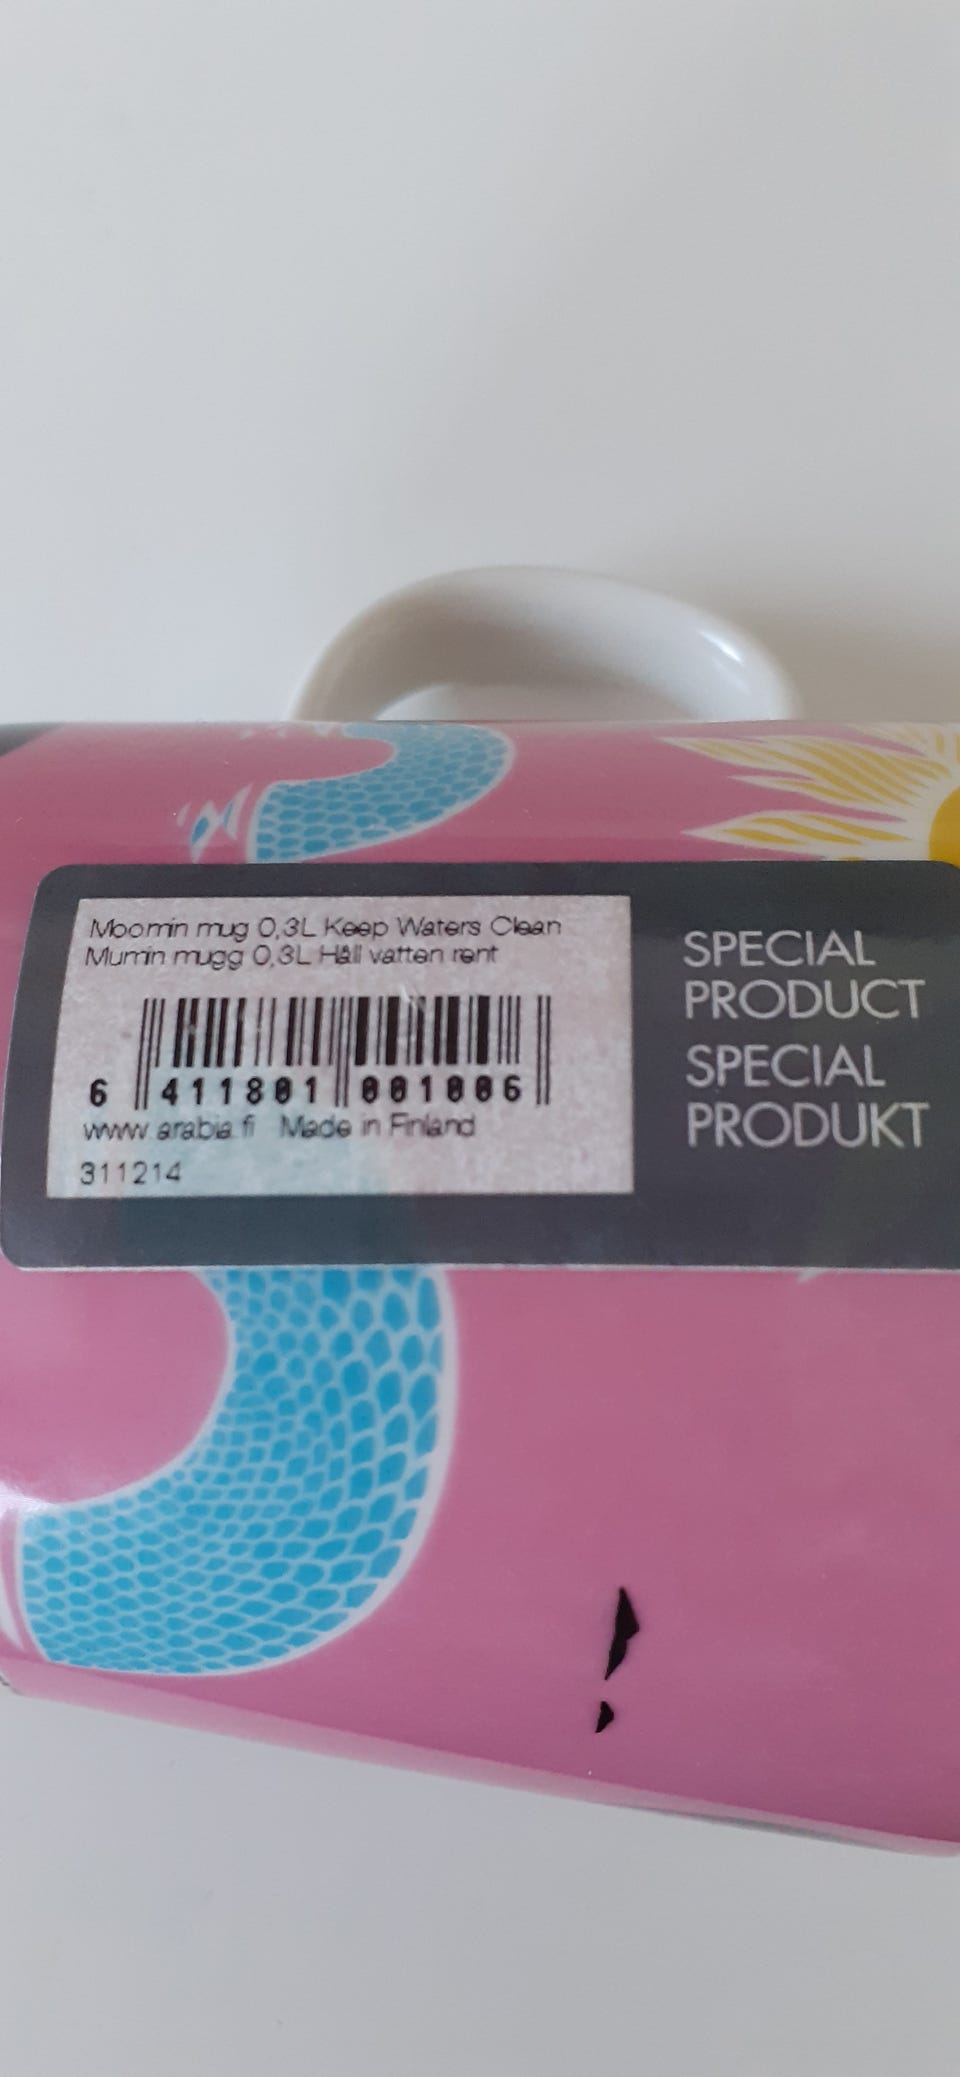 Moomin mug 0,3L Keep Waters Clean
Mumin mugg 0,3L Håll vatten rent
6 411801 001006
www.arabia.fi Made in Finland
311214
SPECIAL
PRODUCT
SPECIAL
PRODUKT